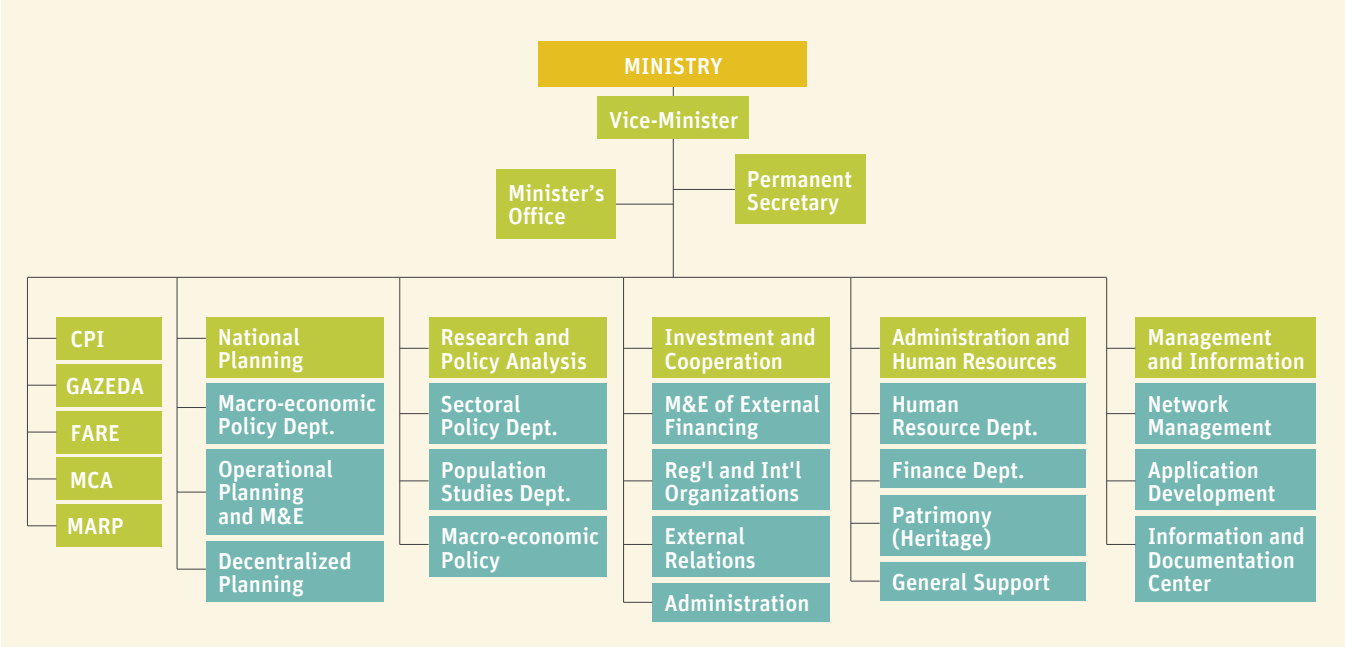 MINISTRY
Vice-Minister
Minister's
Office
Permanent
Secretary
CPI
GAZEDA
FARE
MCA
MARP
National
Planning
Macro-economic
Policy Dept.
Operational
Planning
and M&E
Decentralized
Planning
Research and
Policy Analysis
Sectoral
Policy Dept.
Population
Studies Dept.
Macro-economic
Policy
Investment and
Cooperation
M&E of External
Financing
Reg'l and Int'l
Organizations
External
Relations
Administration
Administration and
Human Resources
Human
Resource Dept.
Finance Dept.
Patrimony
(Heritage)
General Support
Management
and Information
Network
Management
Application
Development
Information and
Documentation
Center